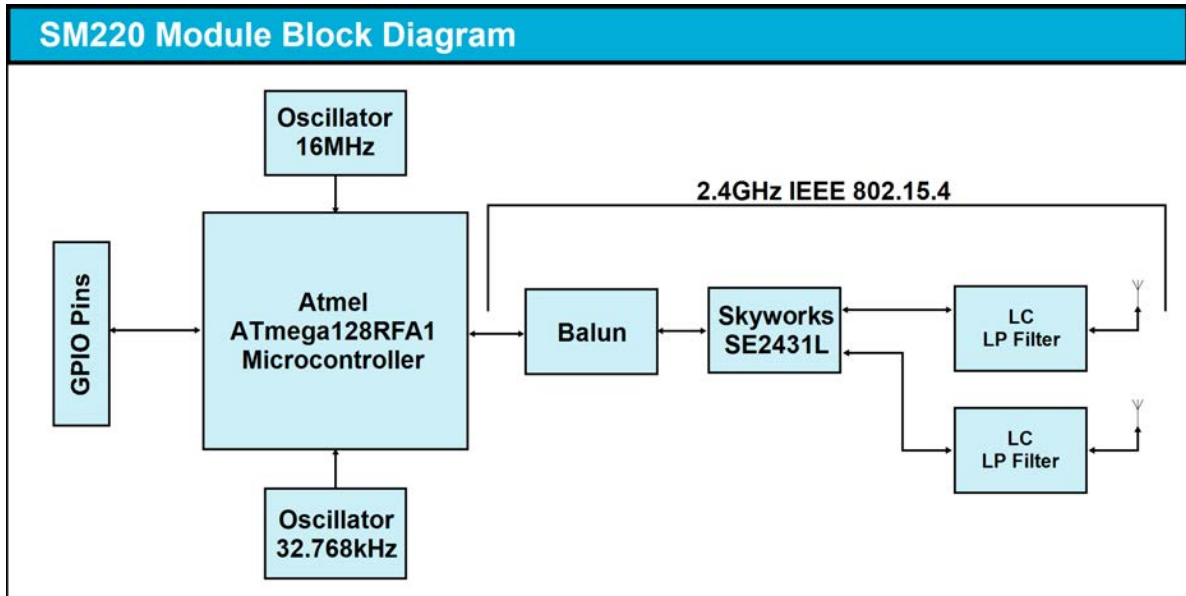 SM220 Module Block Diagram
Oscillator
16MHz
2.4GHz IEEE 802.15.4
GPIO Pins
Atmel
ATmega128RFA1
Microcontroller
Balun
Skyworks
SE2431L
LC
LP Filter
LC
LP Filter
Oscillator
32.768kHz